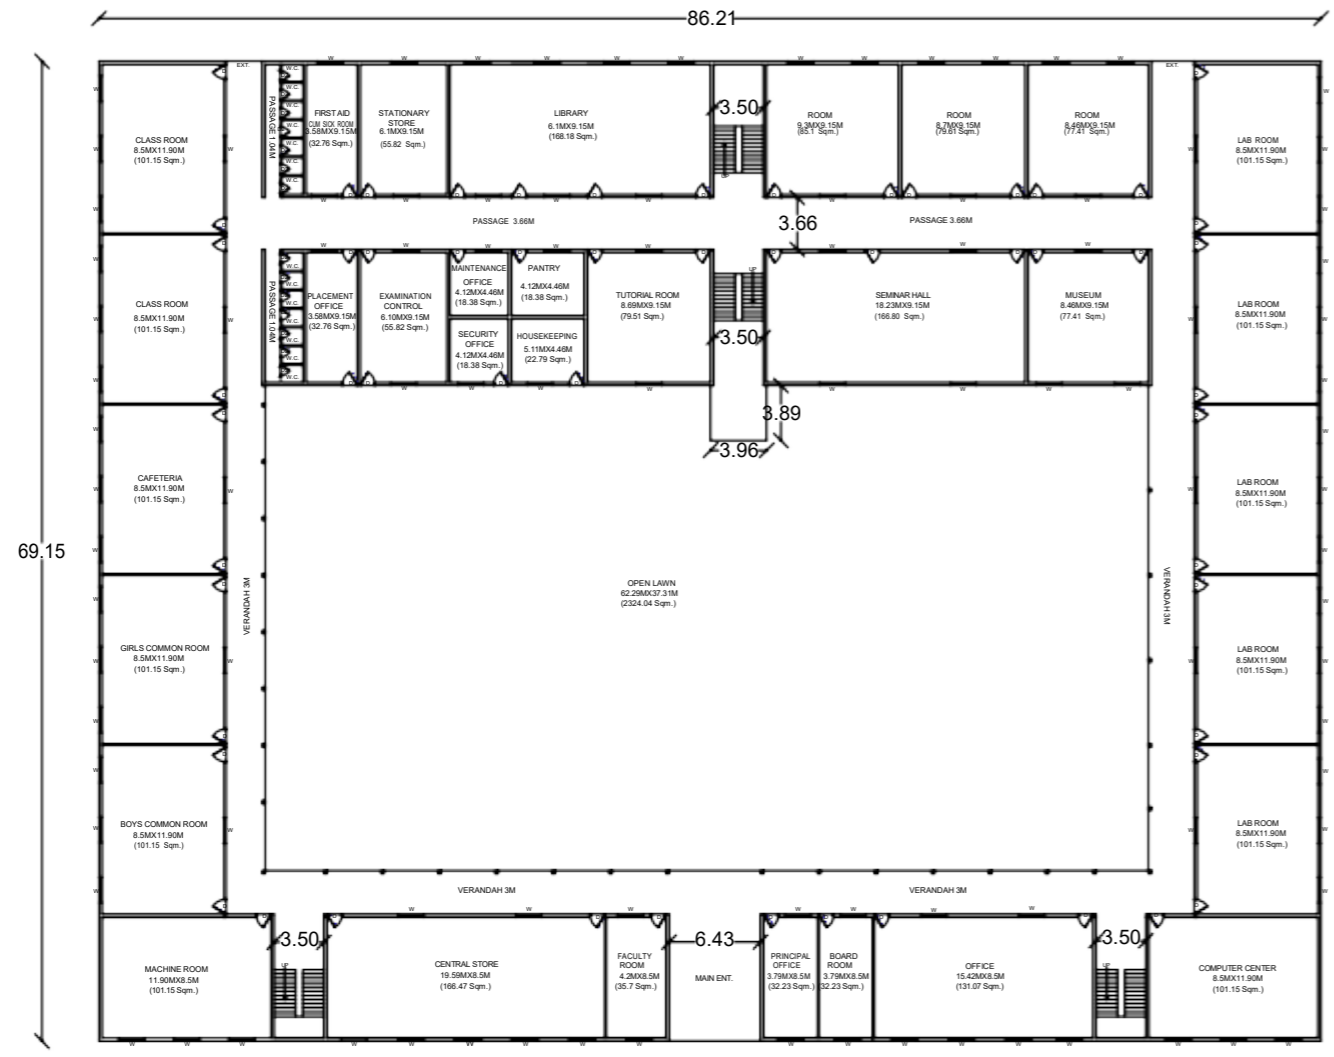 86.21
69.15
EXT.
EXT.
CLASS ROOM
8.5MX11.90M
(101.15 Sqm.)
PASSAGE 1.04M
W.C.
W.C.
W.C.
W.C.
W.C.
W.C.
W.C.
FIRST AID
CUM SICK ROOM
3.58MX9.15M
(32.76 Sqm.)
STATIONARY
STORE
6.1MX9.15M
(55.82 Sqm.)
LIBRARY
6.1MX9.15M
(168.18 Sqm.)
3.50
UP
ROOM
9.3MX9.15M
(85.1 Sqm.)
ROOM
8.7MX9.15M
(79.61 Sqm.)
ROOM
8.46MX9.15M
(77.41 Sqm.)
LAB ROOM
8.5MX11.90M
(101.15 Sqm.)
PASSAGE 3.66M
3.66
PASSAGE 3.66M
CLASS ROOM
8.5MX11.90M
(101.15 Sqm.)
PASSAGE 1.04M
W.C.
W.C.
W.C.
W.C.
W.C.
W.C.
W.C.
PLACEMENT
OFFICE
3.58MX9.15M
(32.76 Sqm.)
EXAMINATION
CONTROL
6.10MX9.15M
(55.82 Sqm.)
MAINTENANCE
OFFICE
4.12MX4.46M
(18.38 Sqm.)
PANTRY
4.12MX4.46M
(18.38 Sqm.)
SECURITY
OFFICE
4.12MX4.46M
(18.38 Sqm.)
HOUSEKEEPING
5.11MX4.46M
(22.79 Sqm.)
TUTORIAL ROOM
8.69MX9.15M
(79.51 Sqm.)
UP
3.50
SEMINAR HALL
18.23MX9.15M
(166.80 Sqm.)
MUSEUM
8.46MX9.15M
(77.41 Sqm.)
LAB ROOM
8.5MX11.90M
(101.15 Sqm.)
3.89
3.96
CAFETERIA
8.5MX11.90M
(101.15 Sqm.)
LAB ROOM
8.5MX11.90M
(101.15 Sqm.)
OPEN LAWN
62.29MX37.31M
(2324.04 Sqm.)
VERANDAH 3M
VERANDAH 3M
GIRLS COMMON ROOM
8.5MX11.90M
(101.15 Sqm.)
LAB ROOM
8.5MX11.90M
(101.15 Sqm.)
BOYS COMMON ROOM
8.5MX11.90M
(101.15 Sqm.)
LAB ROOM
8.5MX11.90M
(101.15 Sqm.)
VERANDAH 3M
VERANDAH 3M
MACHINE ROOM
11.90MX8.5M
(101.15 Sqm.)
3.50
UP
CENTRAL STORE
19.59MX8.5M
(166.47 Sqm.)
FACULTY
ROOM
4.2MX8.5M
(35.7 Sqm.)
6.43
MAIN ENT.
PRINCIPAL
OFFICE
3.79MX8.5M
(32.23 Sqm.)
BOARD
ROOM
3.79MX8.5M
32.23 Sqm.)
OFFICE
15.42MX8.5M
(131.07 Sqm.)
3.50
UP
COMPUTER CENTER
8.5MX11.90M
(101.15 Sqm.)